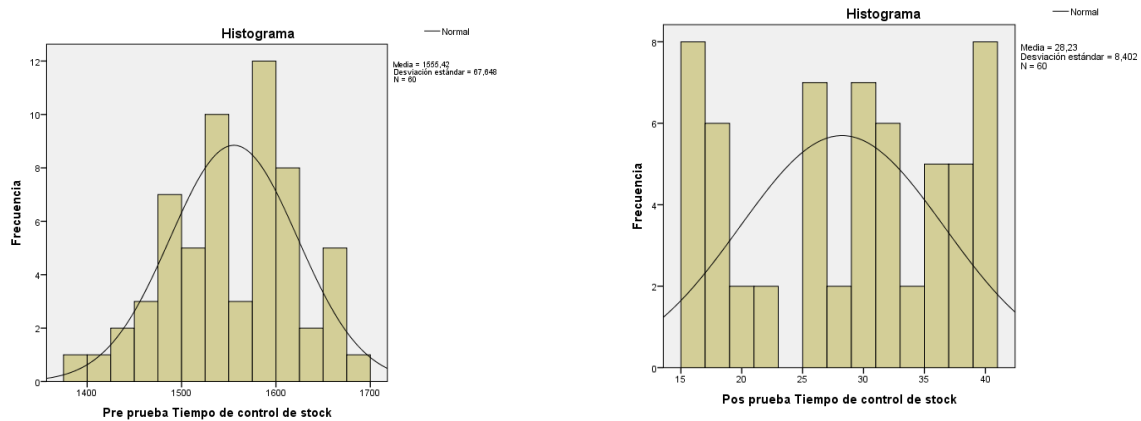 Histograma
Normal
Media = 1555,42
Desviación estándar = 67,648
N = 60
Frecuencia
12
10
8
6
4
2
0
1400 1500 1600 1700
Pre prueba Tiempo de control de stock
Histograma
Normal
Media = 28,23
Desviación estándar = 8,402
N = 60
Frecuencia
8
6
4
2
0
15 20 25 30 35 40
Pos prueba Tiempo de control de stock